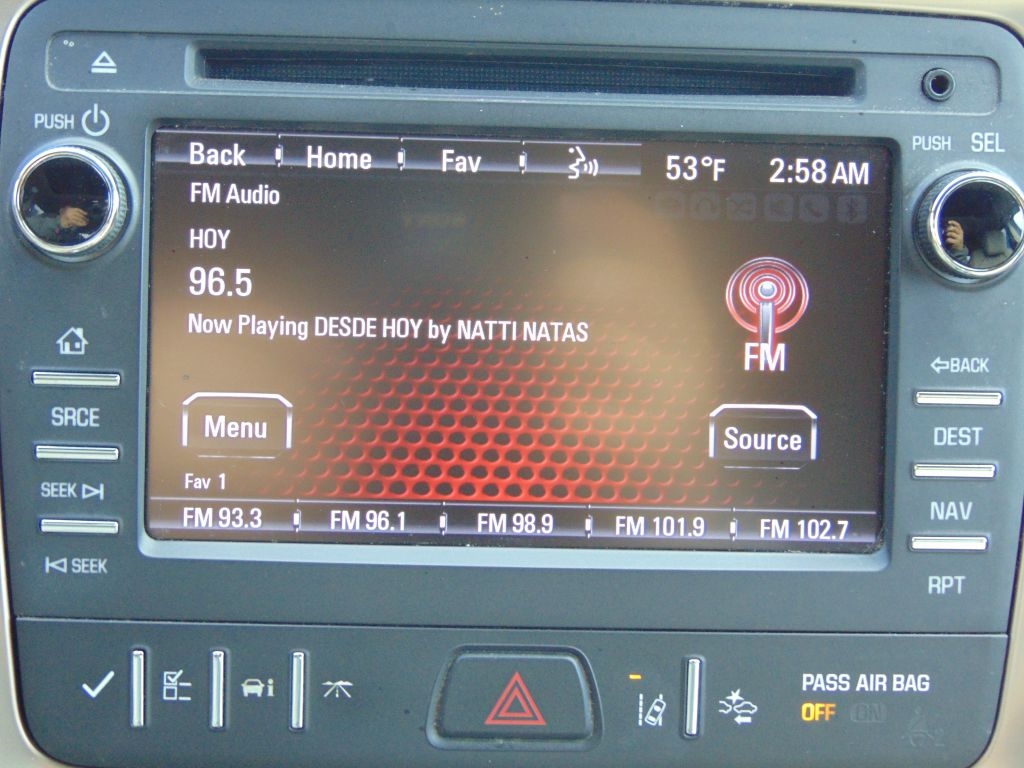 PUSH
PUSH SEL
Back Home Fav 53°F 2:58 AM
FM Audio
HOY
96.5
Now Playing DESDE HOY by NATTI NATAS
FM
BACK
SRCE
Menu
Source
DEST
Fav 1
SEEK
FM 93.3 FM 96.1 FM 98.9 FM 101.9 FM 102.7
NAV
SEEK
RPT
PASS AIR BAG
OFF ON